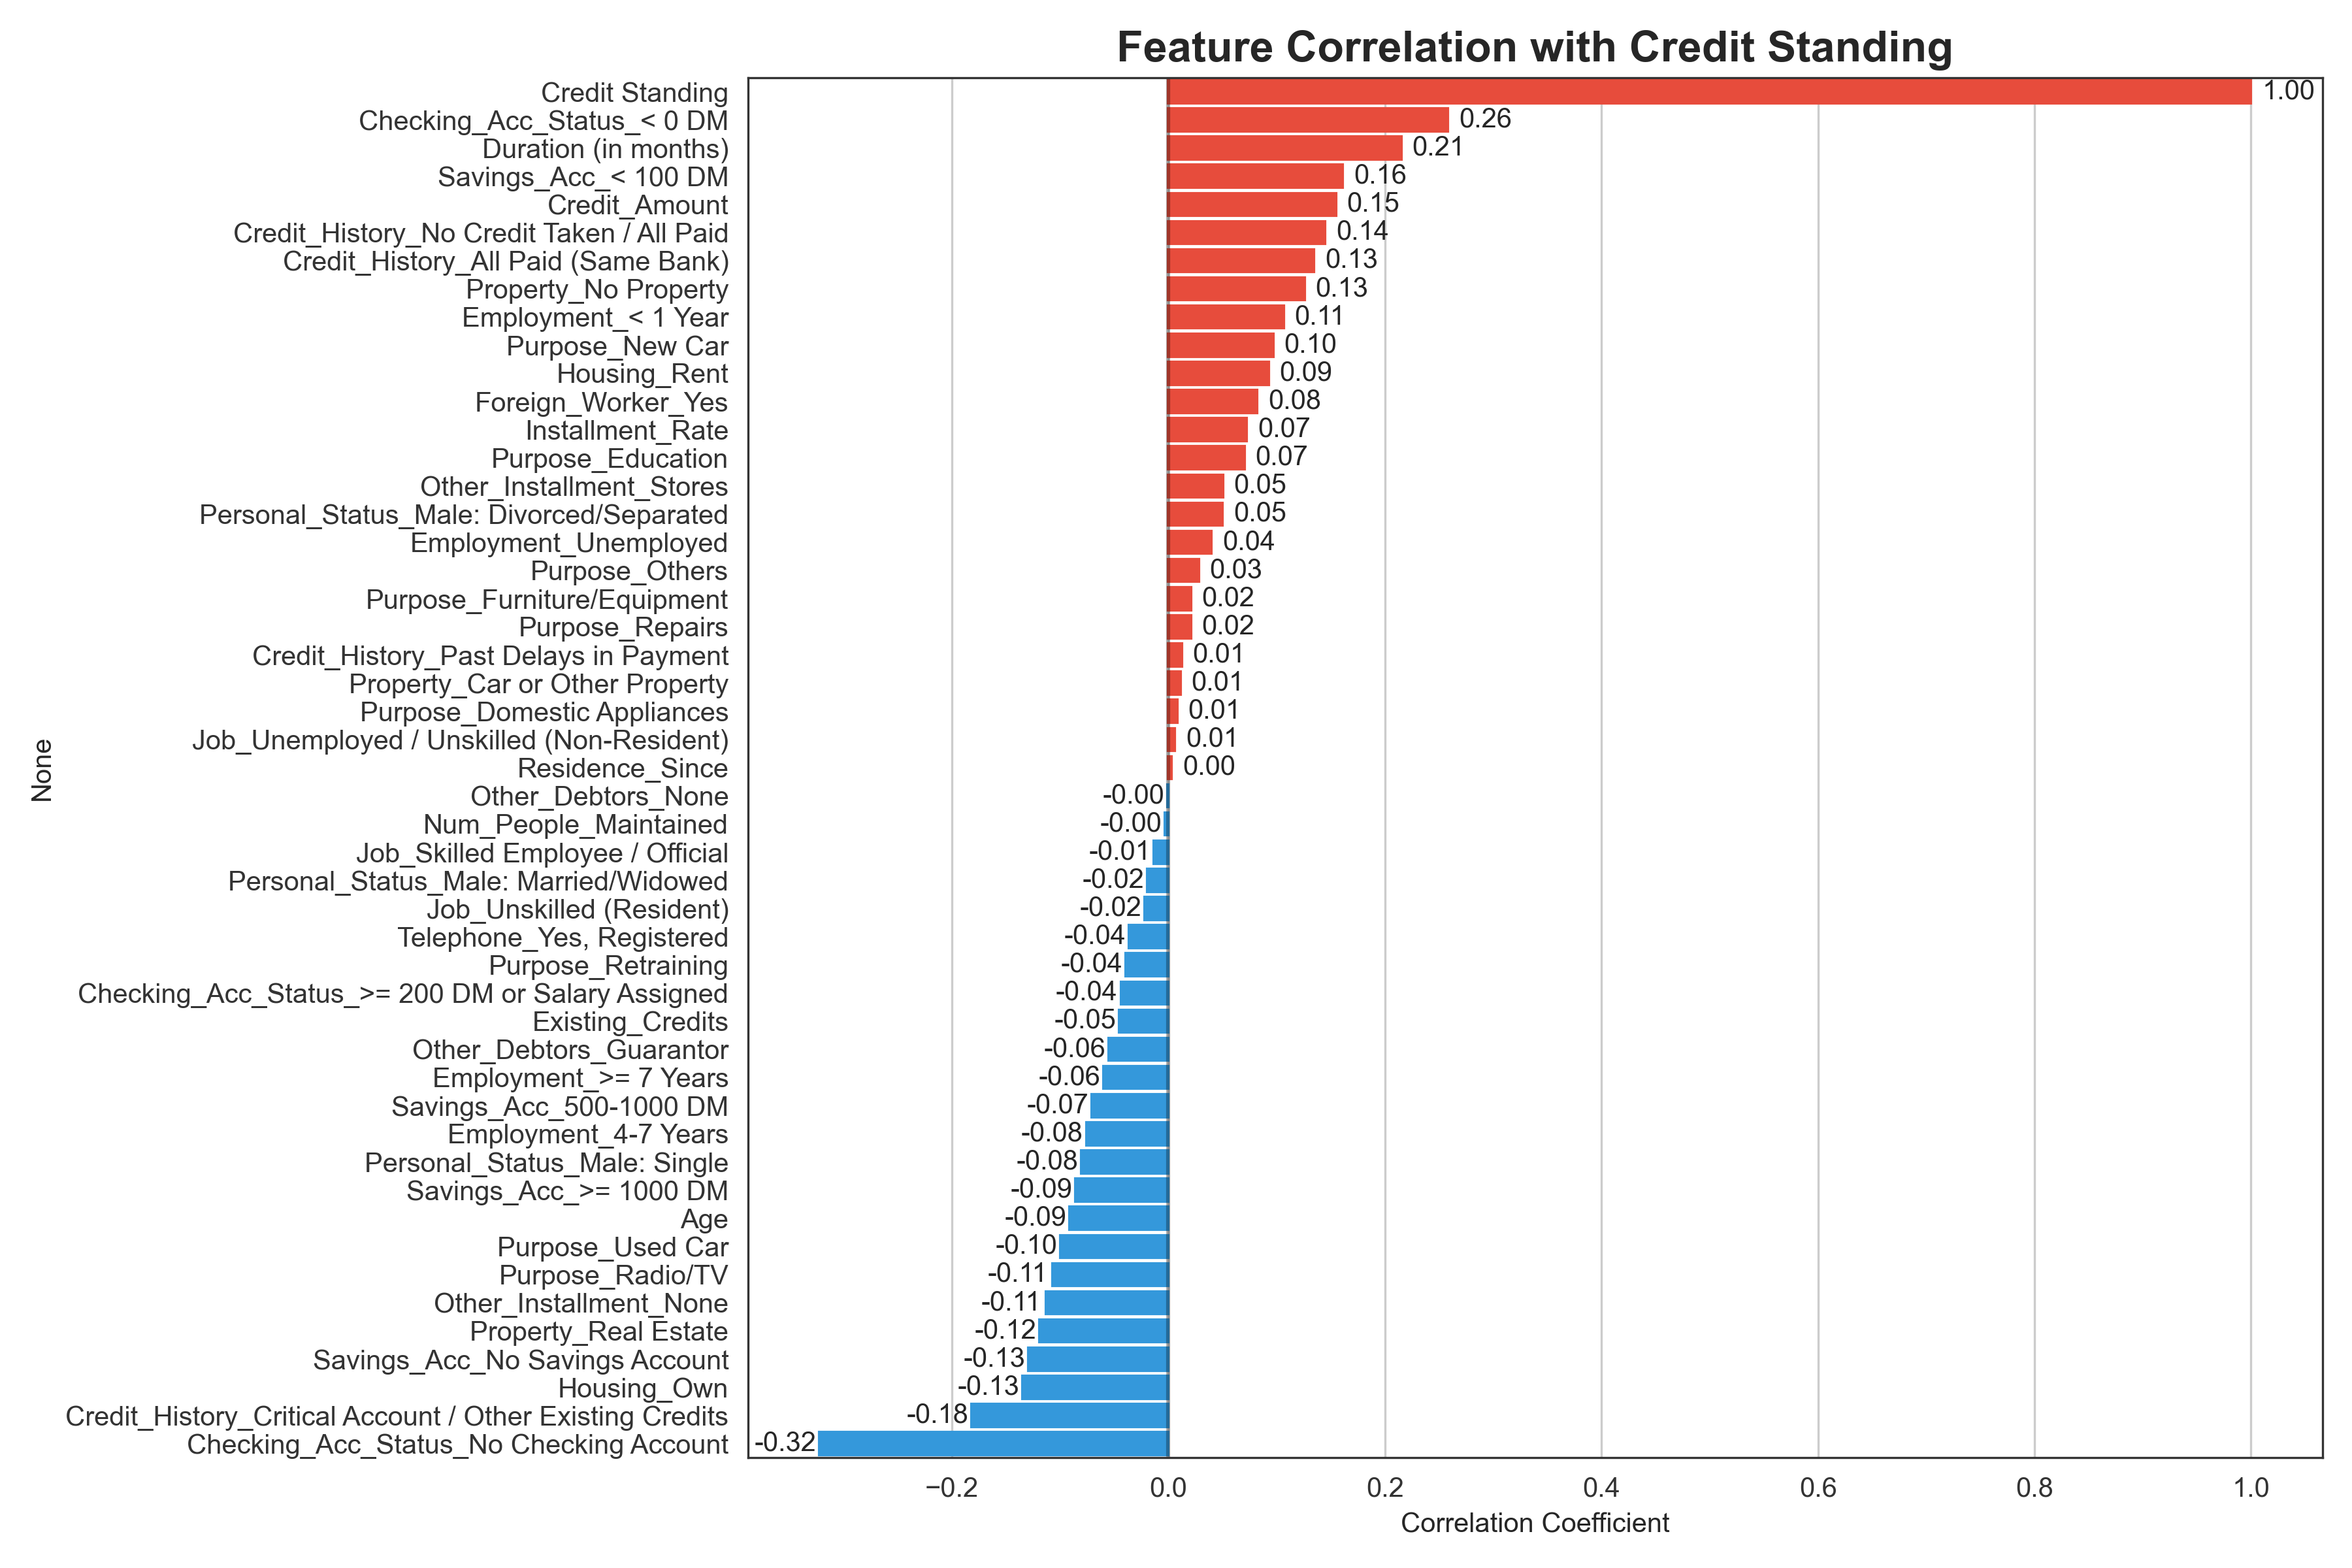 Feature Correlation with Credit Standing
Credit Standing 1.00
Checking_Acc_Status_< 0 DM 0.26
Duration (in months) 0.21
Savings_Acc_< 100 DM 0.16
Credit_Amount 0.15
Credit_History_No Credit Taken / All Paid 0.14
Credit_History_All Paid (Same Bank) 0.13
Property_No Property 0.13
Employment_< 1 Year 0.11
Purpose_New Car 0.10
Housing_Rent 0.09
Foreign_Worker_Yes 0.08
Installment_Rate 0.07
Purpose_Education 0.07
Other_Installment_Stores 0.05
Personal_Status_Male: Divorced/Separated 0.05
Employment_Unemployed 0.04
Purpose_Others 0.03
Purpose_Furniture/Equipment 0.02
Purpose_Repairs 0.02
Credit_History_Past Delays in Payment 0.01
Property_Car or Other Property 0.01
Purpose_Domestic Appliances 0.01
Job_Unemployed / Unskilled (Non-Resident) 0.01
Residence_Since 0.00
Other_Debtors_None -0.00
Num_People_Maintained -0.00
Job_Skilled Employee / Official -0.01
Personal_Status_Male: Married/Widowed -0.02
Job_Unskilled (Resident) -0.02
Telephone_Yes, Registered -0.04
Purpose_Retraining -0.04
Checking_Acc_Status_>= 200 DM or Salary Assigned -0.04
Existing_Credits -0.05
Other_Debtors_Guarantor -0.06
Employment_>= 7 Years -0.06
Savings_Acc_500-1000 DM -0.07
Employment_4-7 Years -0.08
Personal_Status_Male: Single -0.08
Savings_Acc_>= 1000 DM -0.09
Age -0.09
Purpose_Used Car -0.10
Purpose_Radio/TV -0.11
Other_Installment_None -0.11
Property_Real Estate -0.12
Savings_Acc_No Savings Account -0.13
Housing_Own -0.13
Credit_History_Critical Account / Other Existing Credits -0.18
Checking_Acc_Status_No Checking Account -0.32
None
−0.2 0.0 0.2 0.4 0.6 0.8 1.0
Correlation Coefficient